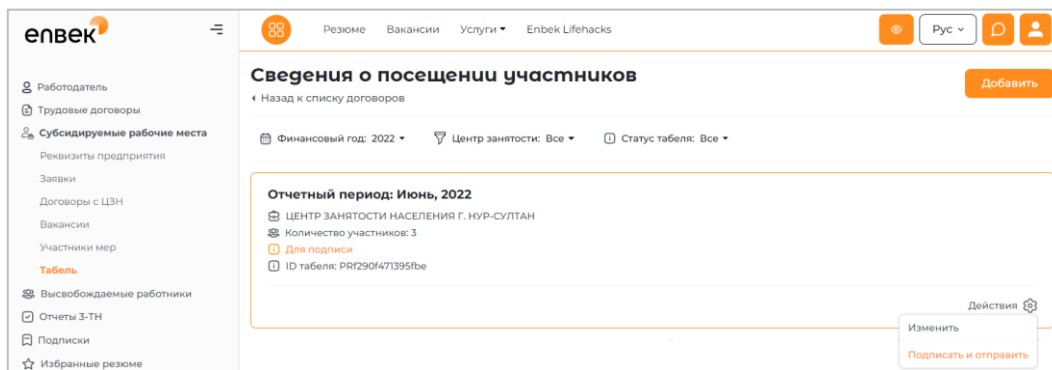 enbek
Резюме Вакансии Услуги Enbek Lifehacks
Рус
Работодатель
Трудовые договоры
Субсидируемые рабочие места
Реквизиты предприятия
Заявки
Договоры с ЦЗН
Вакансии
Участники мер
Табель
Высвобождаемые работники
Отчеты 3-ТН
Подписки
Избранные резюме
Сведения о посещении участников
Добавить
Назад к списку договоров
Финансовый год: 2022 Центр занятости: Все Статус табеля: Все
Отчетный период: Июнь, 2022
ЦЕНТР ЗАНЯТОСТИ НАСЕЛЕНИЯ Г. НУР-СУЛТАН
Количество участников: 3
Для подписи
ID табеля: PRf290f471395fbe
Действия
Изменить
Подписать и отправить